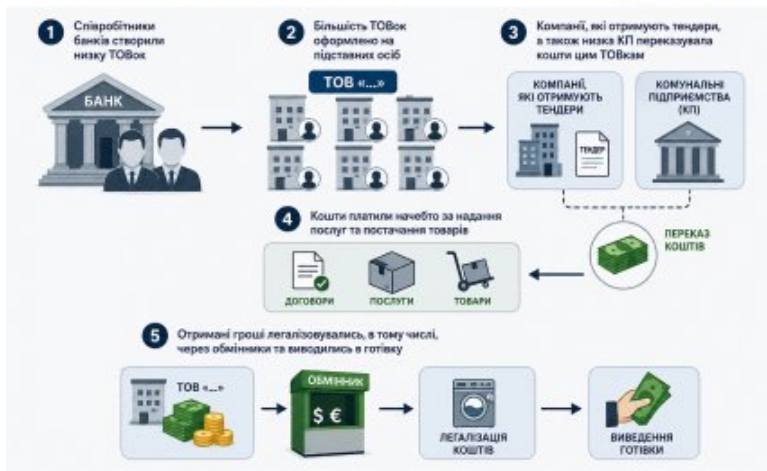 1
Співробітники
банків створили
низку ТОВок
БАНК
2
Більшість ТОВок
оформлено на
підставних осіб
ТОВ «...»
3
Компанії, які отримують тендери,
а також низка КП переказувала
кошти цим ТОВкам
КОМПАНІЇ,
ЯКІ ОТРИМУЮТЬ
ТЕНДЕРИ
ТЕНДЕР
КОМУНАЛЬНІ
ПІДПРИЄМСТВА
(КП)
ПЕРЕКАЗ
КОШТІВ
4
Кошти платили начебто за надання
послуг та постачання товарів
ДОГОВОРИ
ПОСЛУГИ
ТОВАРИ
5
Отримані гроші легалізовувались, в тому числі,
через обмінники та виводились в готівку
ТОВ «...»
ОБМІННИК
$ €
ЛЕГАЛІЗАЦІЯ
КОШТІВ
ВИВЕДЕННЯ
ГОТІВКИ